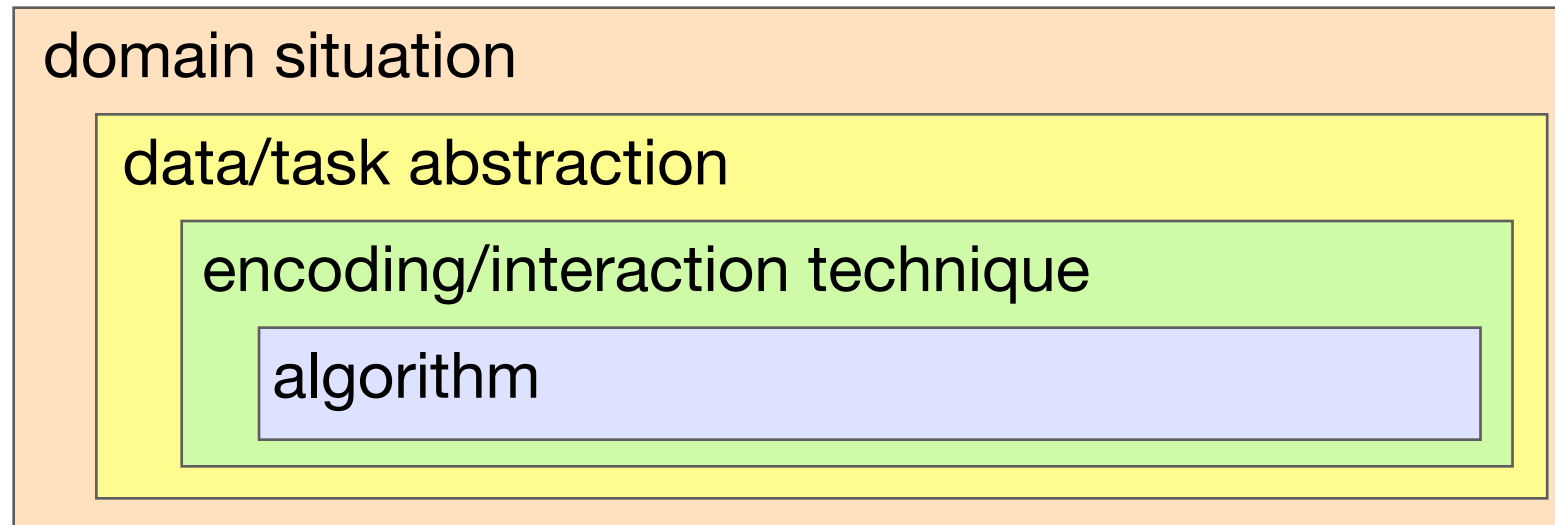 domain situation
data/task abstraction
encoding/interaction technique
algorithm